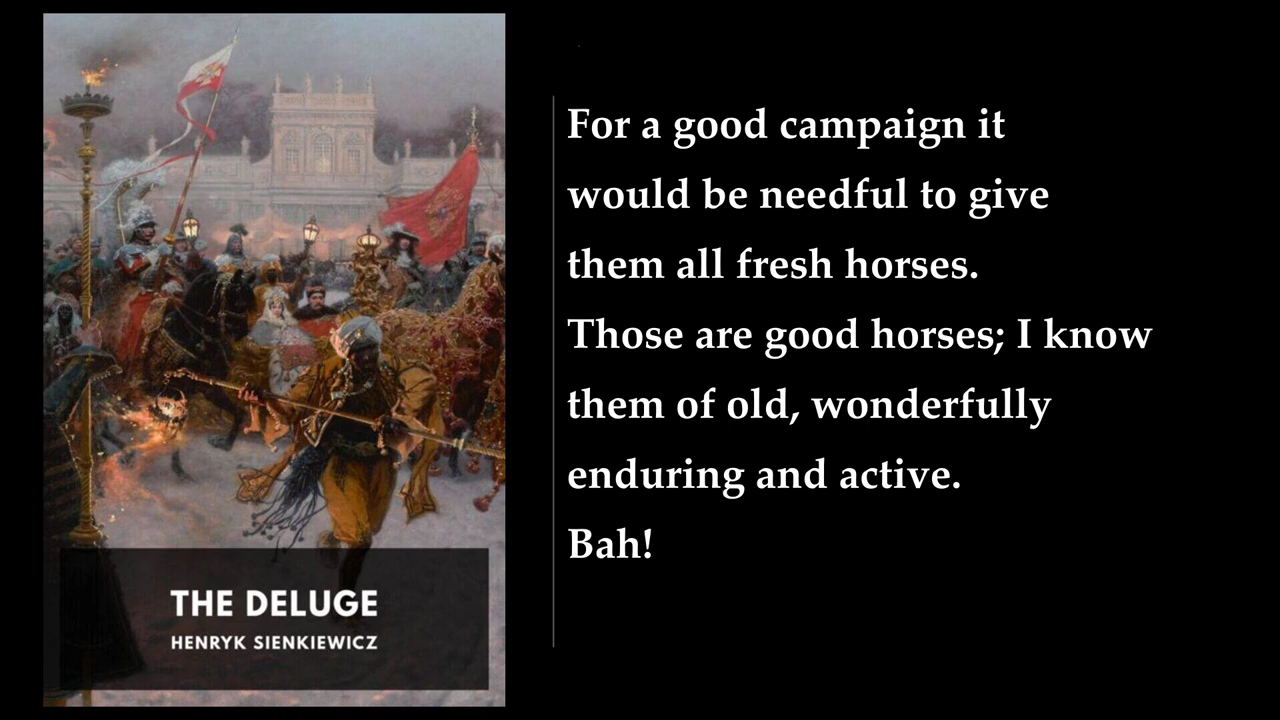 THE DELUGE
HENRYK SIENKIEWICZ
For a good campaign it
would be needful to give
them all fresh horses.
Those are good horses; I know
them of old, wonderfully
enduring and active.
Bah!